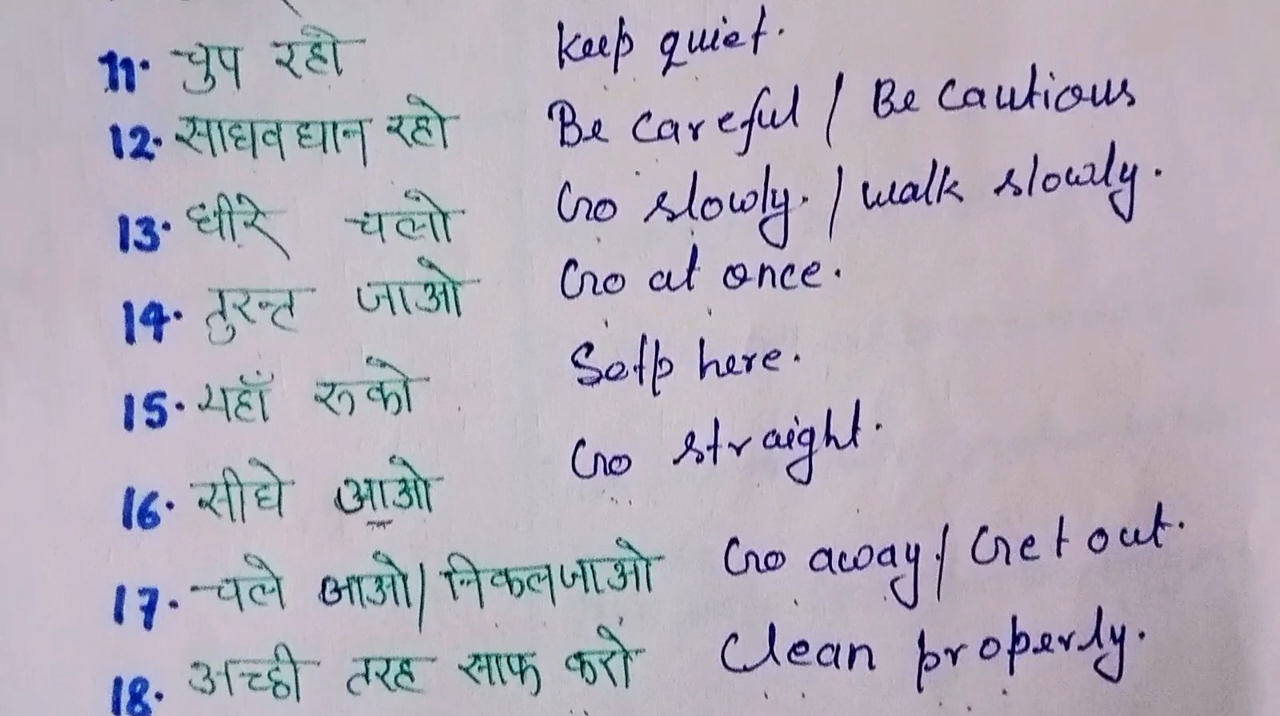 11. चुप रहो Keep quiet.
12. साघवधान रहो Be careful / Be Cautious
13. धीरे चलो Go slowly. / walk slowly.
14. तुरन्त जाओ Go at once.
15. यहाँ रूको Sotp here.
16. सीधे आओ Go straight.
17. चले जाओ / निकलजाओ Go away / Get out.
18. अच्छी तरह साफ करो Clean properly.